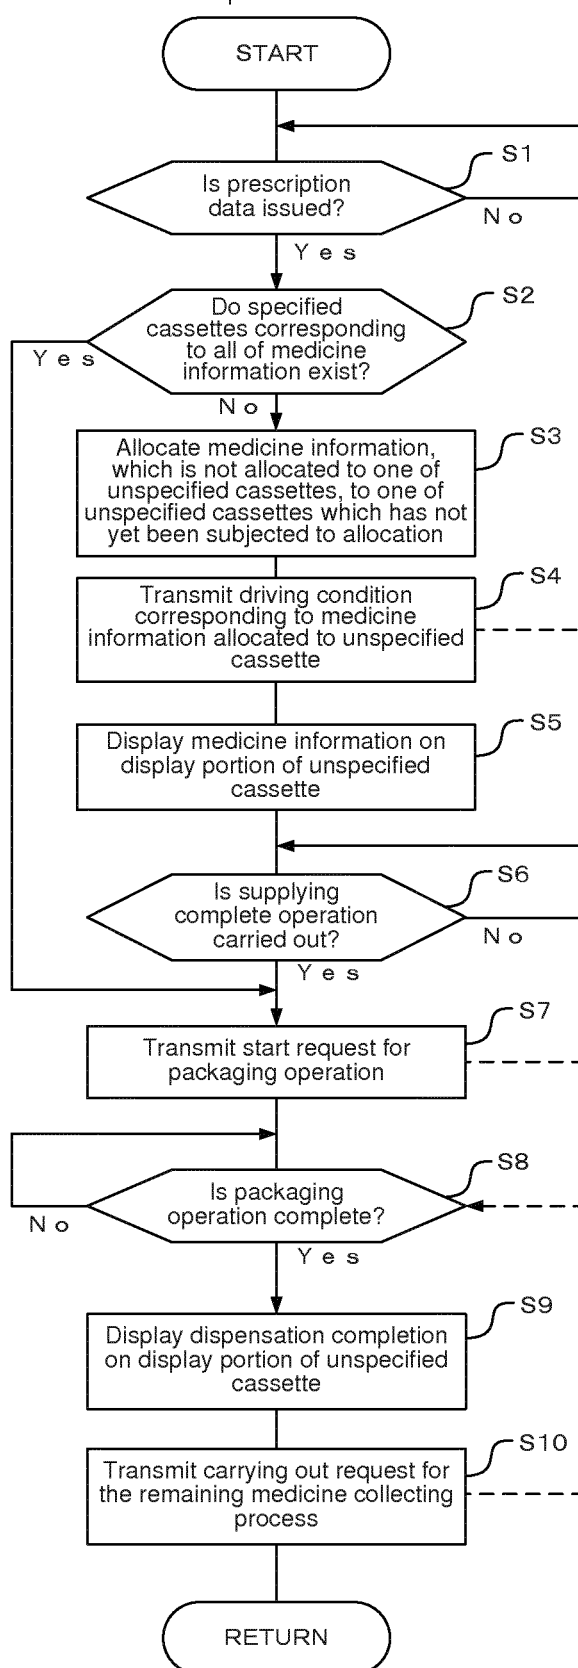 START
S1
Is prescription
data issued?
No
Yes
S2
Do specified
cassettes corresponding
to all of medicine
information exist?
Yes
No
S3
Allocate medicine information,
which is not allocated to one of
unspecified cassettes, to one of
unspecified cassettes which has not
yet been subjected to allocation
S4
Transmit driving condition
corresponding to medicine
information allocated to unspecified
cassette
S5
Display medicine information on
display portion of unspecified
cassette
S6
Is supplying
complete operation
carried out?
No
Yes
S7
Transmit start request for
packaging operation
S8
Is packaging
operation complete?
No
Yes
S9
Display dispensation completion
on display portion of unspecified
cassette
S10
Transmit carrying out request for
the remaining medicine collecting
process
RETURN